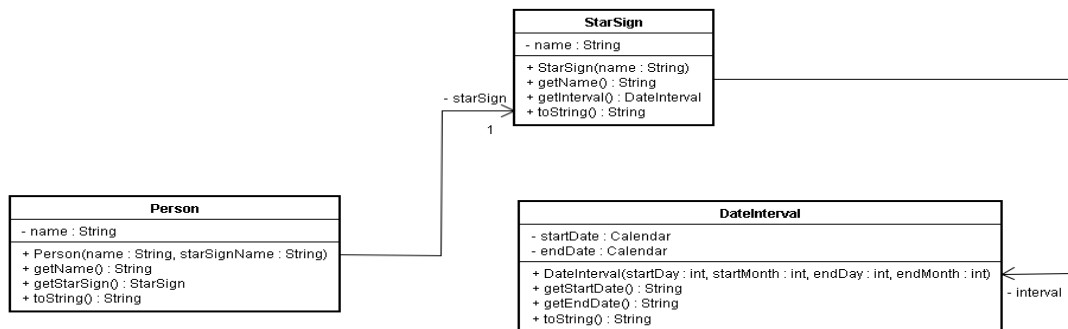 StarSign
- name : String
+ StarSign(name : String)
+ getName() : String
+ getInterval() : DateInterval
+ toString() : String
- starSign
1
Person
- name : String
+ Person(name : String, starSignName : String)
+ getName() : String
+ getStarSign() : StarSign
+ toString() : String
DateInterval
- startDate : Calendar
- endDate : Calendar
+ DateInterval(startDay : int, startMonth : int, endDay : int, endMonth : int)
+ getStartDate() : String
+ getEndDate() : String
+ toString() : String
- interval